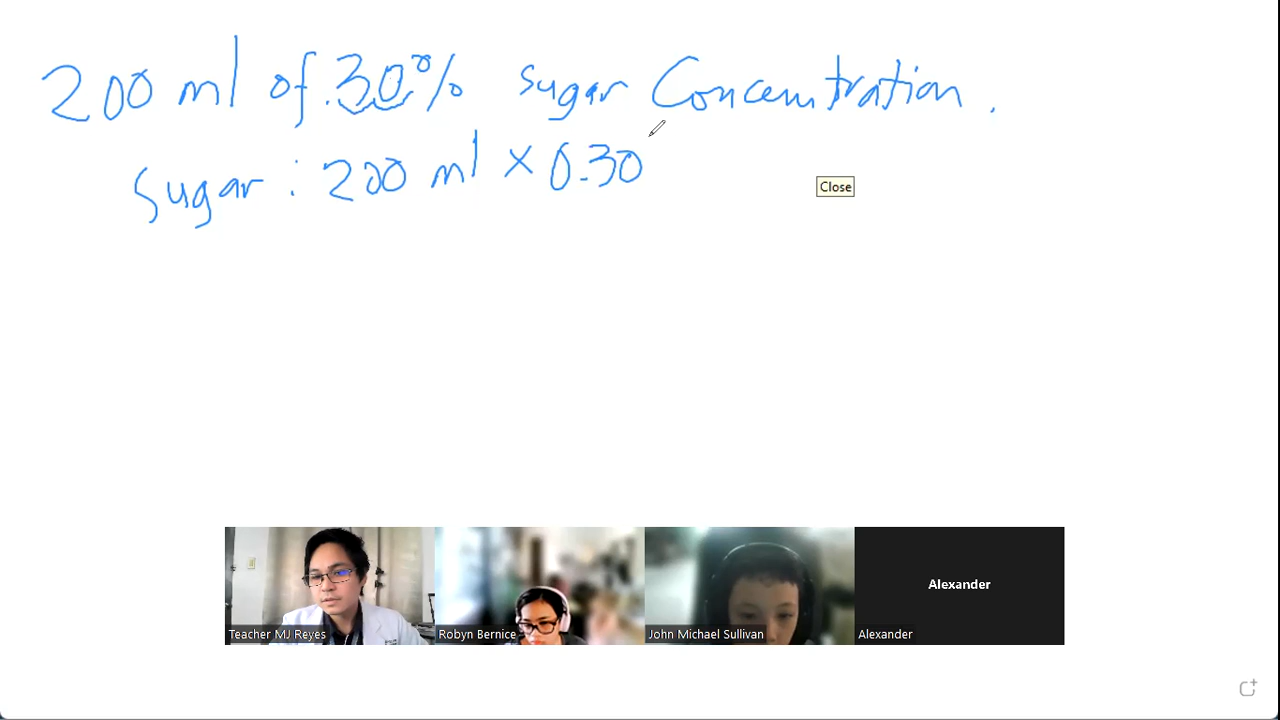 200 ml of .30% sugar Concentration.
Sugar : 200 ml × 0.30
Close
Alexander
Teacher MJ Reyes
Robyn Bernice
John Michael Sullivan
Alexander